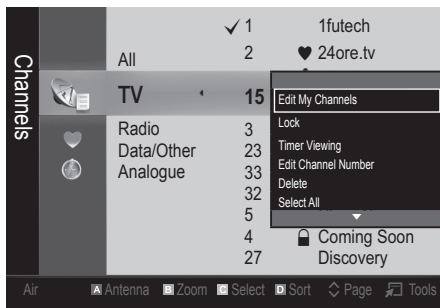 Channels
All
TV
Radio
Data/Other
Analogue
✓ 1 1futech
2 ♥ 24ore.tv
15
3
23
33
32
5
4 Coming Soon
27 Discovery
Edit My Channels
Lock
Timer Viewing
Edit Channel Number
Delete
Select All
Air A Antenna B Zoom C Select D Sort Page Tools